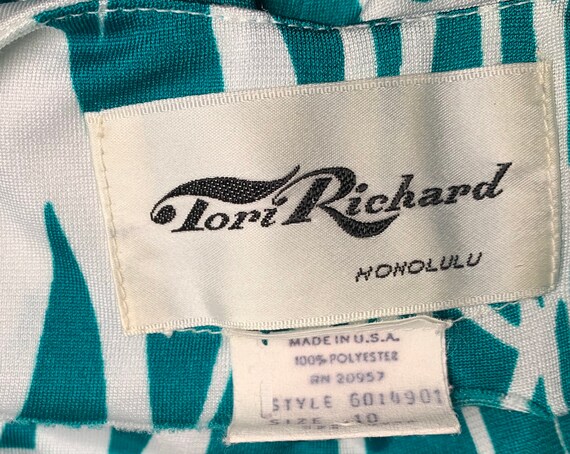 Tori Richard
HONOLULU
MADE IN U.S.A.
100% POLYESTER
RN 20957
STYLE 6014901
SIZE 10